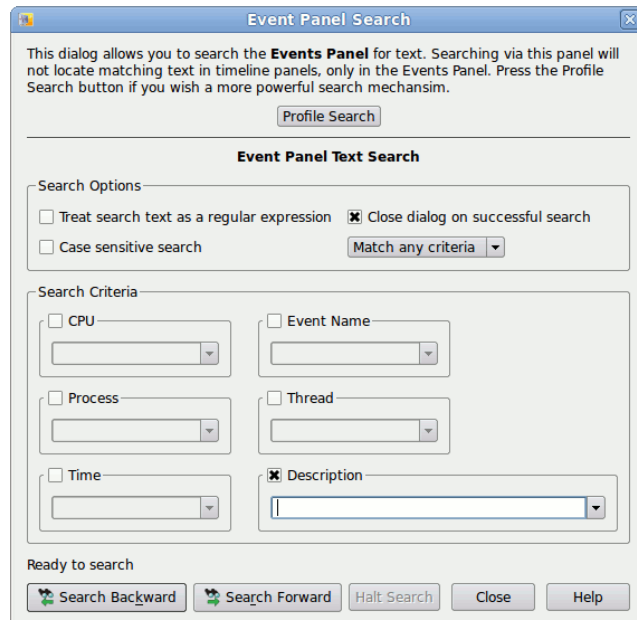 Event Panel Search
This dialog allows you to search the Events Panel for text. Searching via this panel will
not locate matching text in timeline panels, only in the Events Panel. Press the Profile
Search button if you wish a more powerful search mechansim.
Profile Search
Event Panel Text Search
Search Options
Treat search text as a regular expression Close dialog on successful search
Case sensitive search Match any criteria
Search Criteria
CPU Event Name
Process Thread
Time Description
Ready to search
Search Backward Search Forward Halt Search Close Help